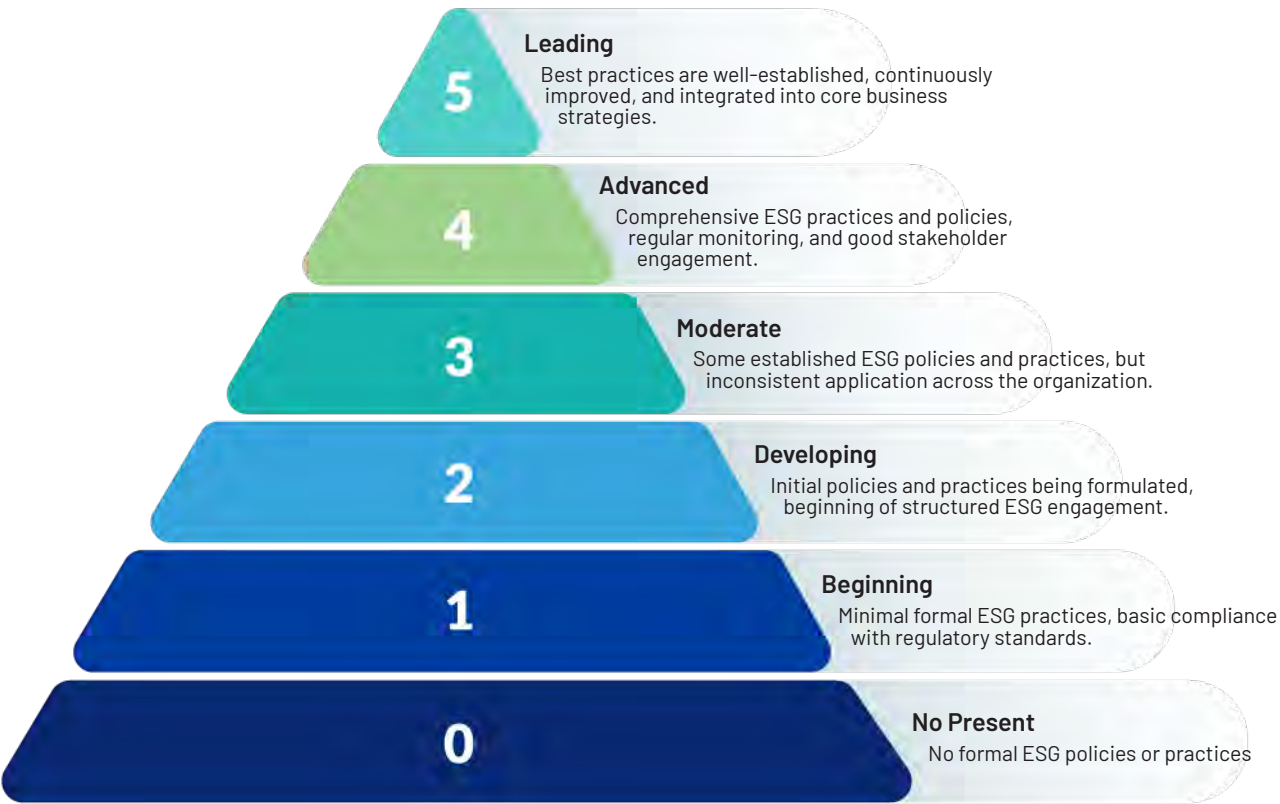 5
Leading
Best practices are well-established, continuously
improved, and integrated into core business
strategies.
4
Advanced
Comprehensive ESG practices and policies,
regular monitoring, and good stakeholder
engagement.
3
Moderate
Some established ESG policies and practices, but
inconsistent application across the organization.
2
Developing
Initial policies and practices being formulated,
beginning of structured ESG engagement.
1
Beginning
Minimal formal ESG practices, basic compliance
with regulatory standards.
0
No Present
No formal ESG policies or practices